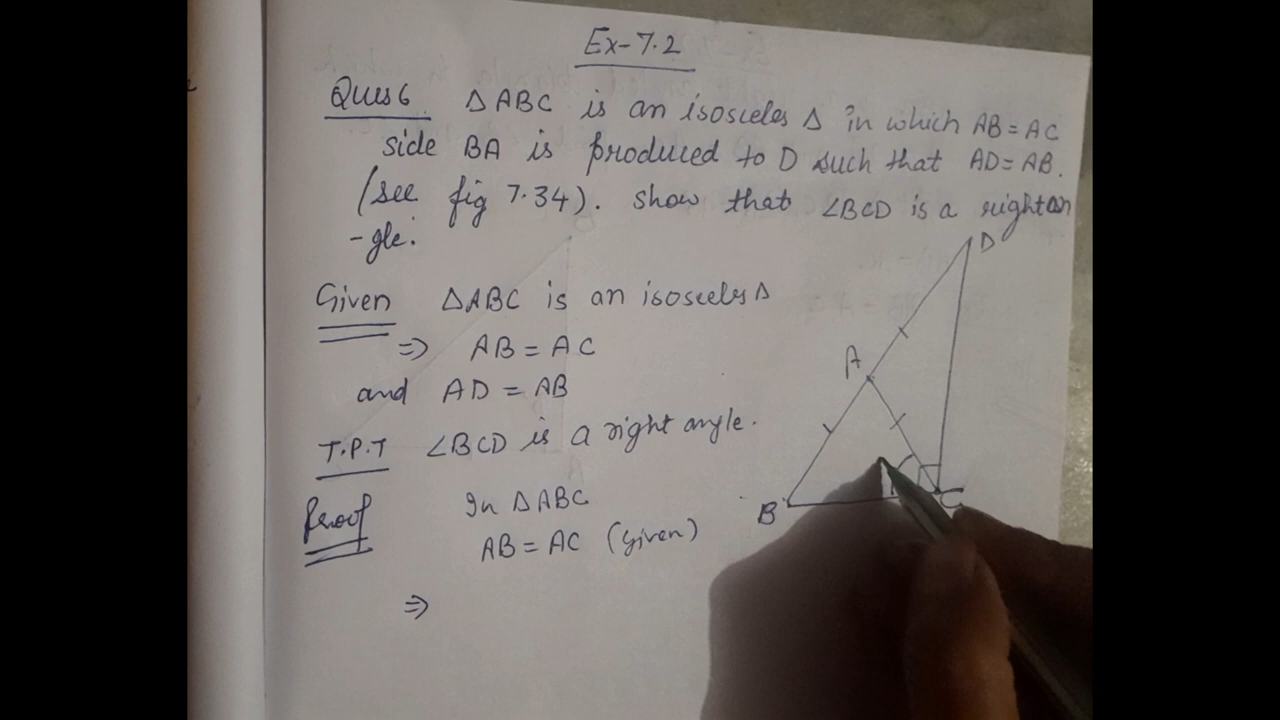 Ex-7.2
Ques 6 ΔABC is an isosceles Δ in which AB = AC
side BA is produced to D such that AD = AB.
(see fig 7.34). show that ∠BCD is a right an
-gle.
Given ΔABC is an isosceles Δ
⇒ AB = AC
and AD = AB
T.P.T ∠BCD is a right angle.
Proof In ΔABC
AB = AC (given)
⇒
D
A
B
C